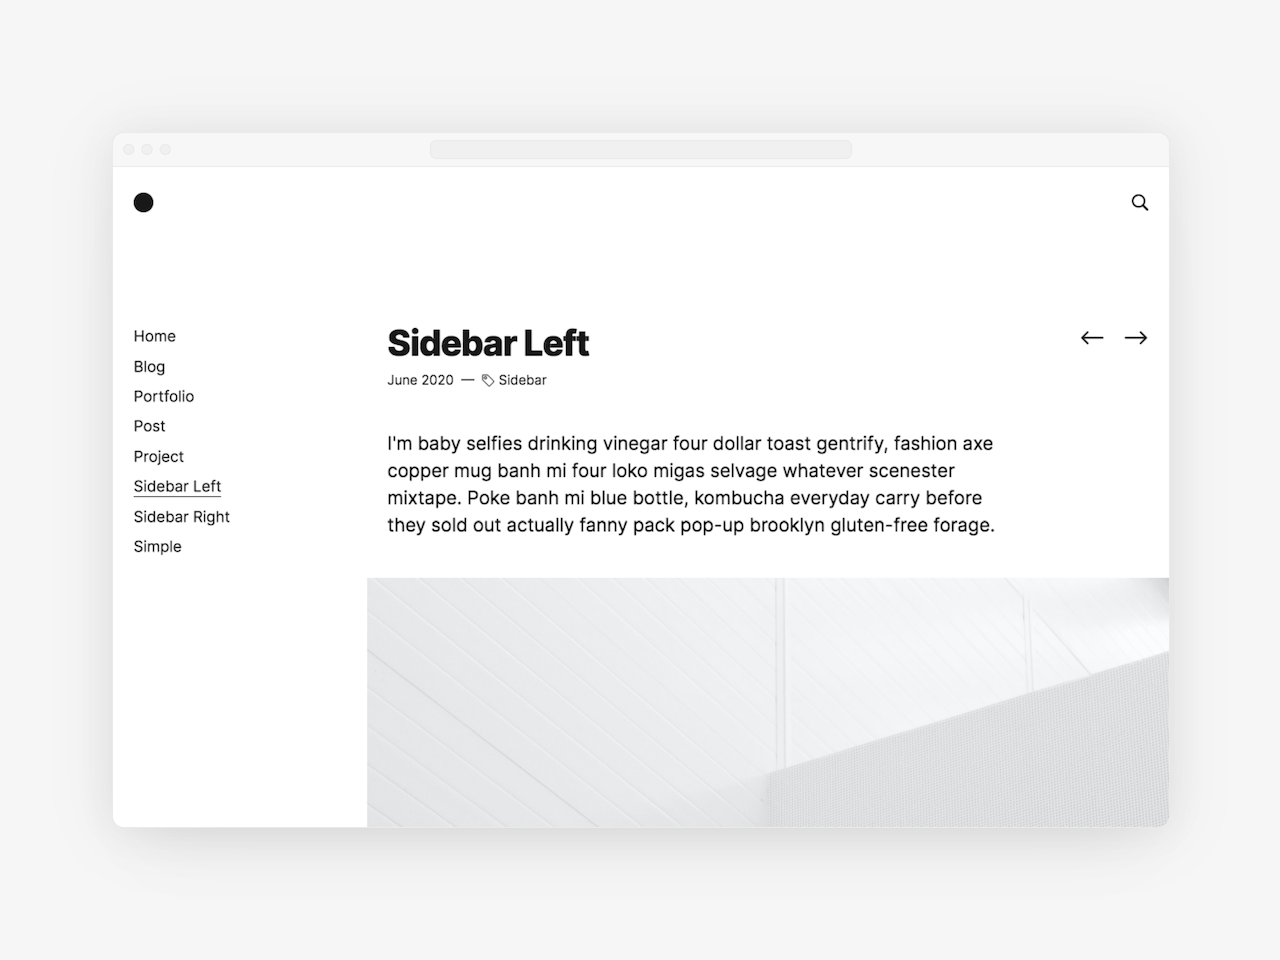 Home
Blog
Portfolio
Post
Project
Sidebar Left
Sidebar Right
Simple
Sidebar Left
June 2020 — Sidebar
I'm baby selfies drinking vinegar four dollar toast gentrify, fashion axe
copper mug banh mi four loko migas selvage whatever scenester
mixtape. Poke banh mi blue bottle, kombucha everyday carry before
they sold out actually fanny pack pop-up brooklyn gluten-free forage.